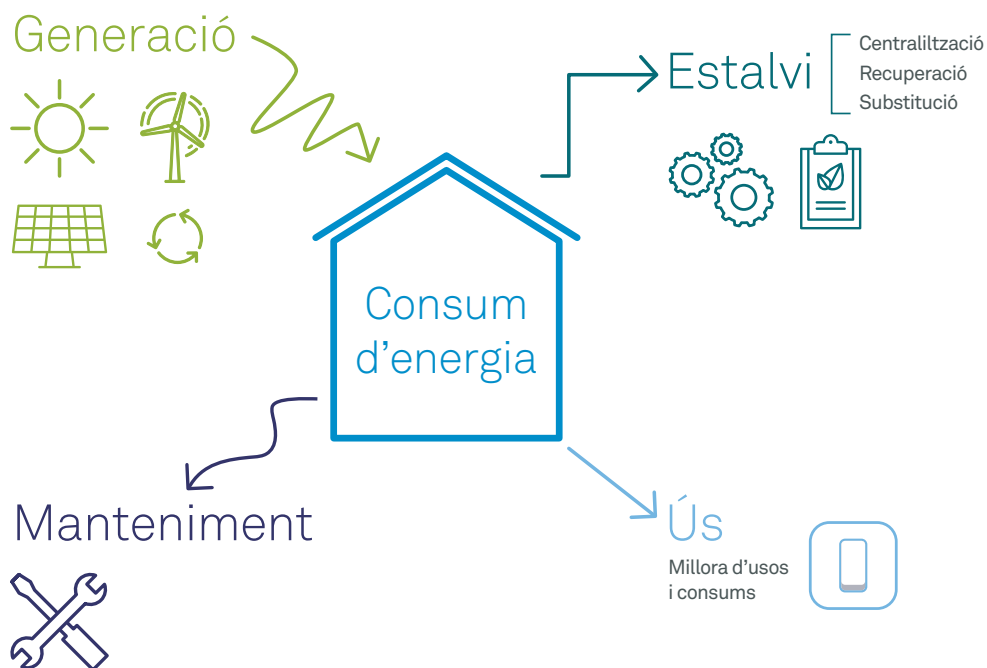 Generació
Estalvi
Centraliltzació
Recuperació
Substitució
Consum
d’energia
Manteniment
Ús
Millora d’usos
i consums